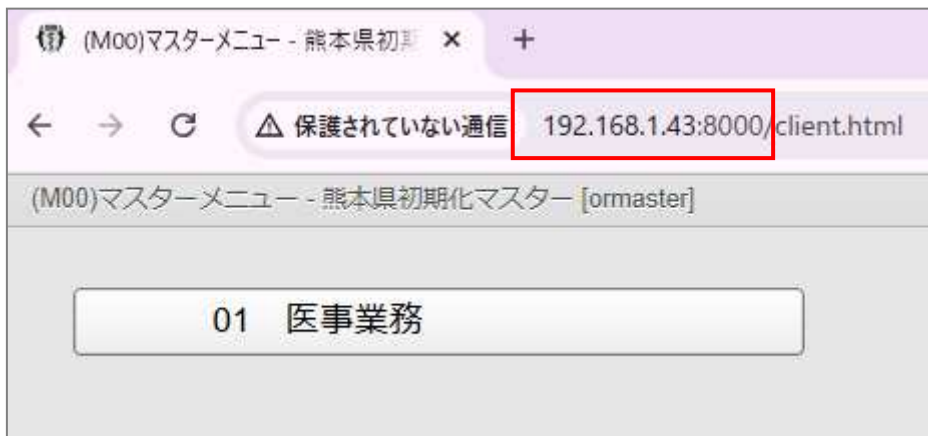 (M00)マスターメニュー - 熊本県初期
保護されていない通信 192.168.1.43:8000/client.html
(M00)マスターメニュー - 熊本県初期化マスター [ormaster]
01 医事業務